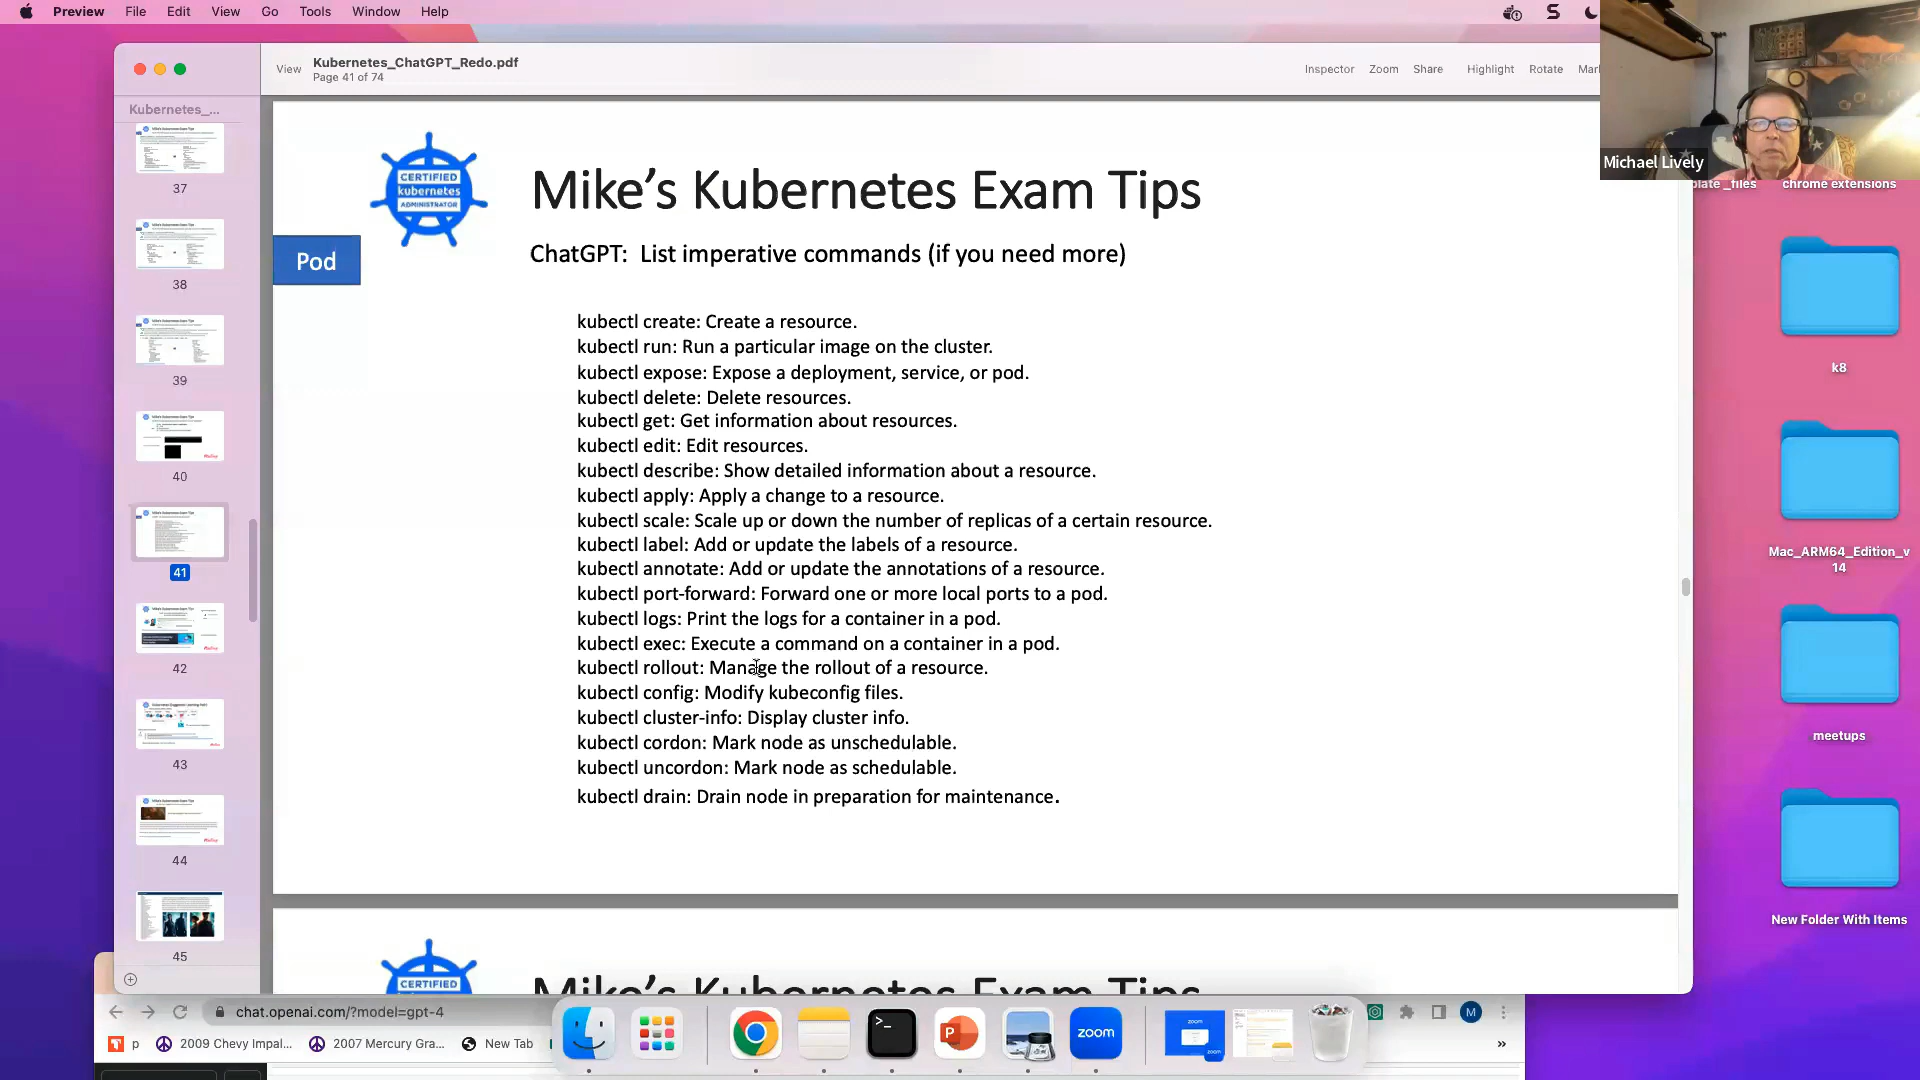 Preview File Edit View Go Tools Window Help
View
Kubernetes_ChatGPT_Redo.pdf
Page 41 of 74
Inspector Zoom Share Highlight Rotate
Michael Lively
Kubernetes_...
37
38
39
40
41
42
43
44
45
CERTIFIED
kubernetes
ADMINISTRATOR
Mike's Kubernetes Exam Tips
Pod
ChatGPT: List imperative commands (if you need more)
kubectl create: Create a resource.
kubectl run: Run a particular image on the cluster.
kubectl expose: Expose a deployment, service, or pod.
kubectl delete: Delete resources.
kubectl get: Get information about resources.
kubectl edit: Edit resources.
kubectl describe: Show detailed information about a resource.
kubectl apply: Apply a change to a resource.
kubectl scale: Scale up or down the number of replicas of a certain resource.
kubectl label: Add or update the labels of a resource.
kubectl annotate: Add or update the annotations of a resource.
kubectl port-forward: Forward one or more local ports to a pod.
kubectl logs: Print the logs for a container in a pod.
kubectl exec: Execute a command on a container in a pod.
kubectl rollout: Manage the rollout of a resource.
kubectl config: Modify kubeconfig files.
kubectl cluster-info: Display cluster info.
kubectl cordon: Mark node as unschedulable.
kubectl uncordon: Mark node as schedulable.
kubectl drain: Drain node in preparation for maintenance.
CERTIFIED
Mike's Kubernetes Exam Tips
_files
chrome extensions
k8
Mac_ARM64_Edition_v
14
meetups
New Folder With Items
chat.openai.com/?model=gpt-4
M
p
2009 Chevy Impal...
2007 Mercury Gra...
New Tab
zoom
zoom